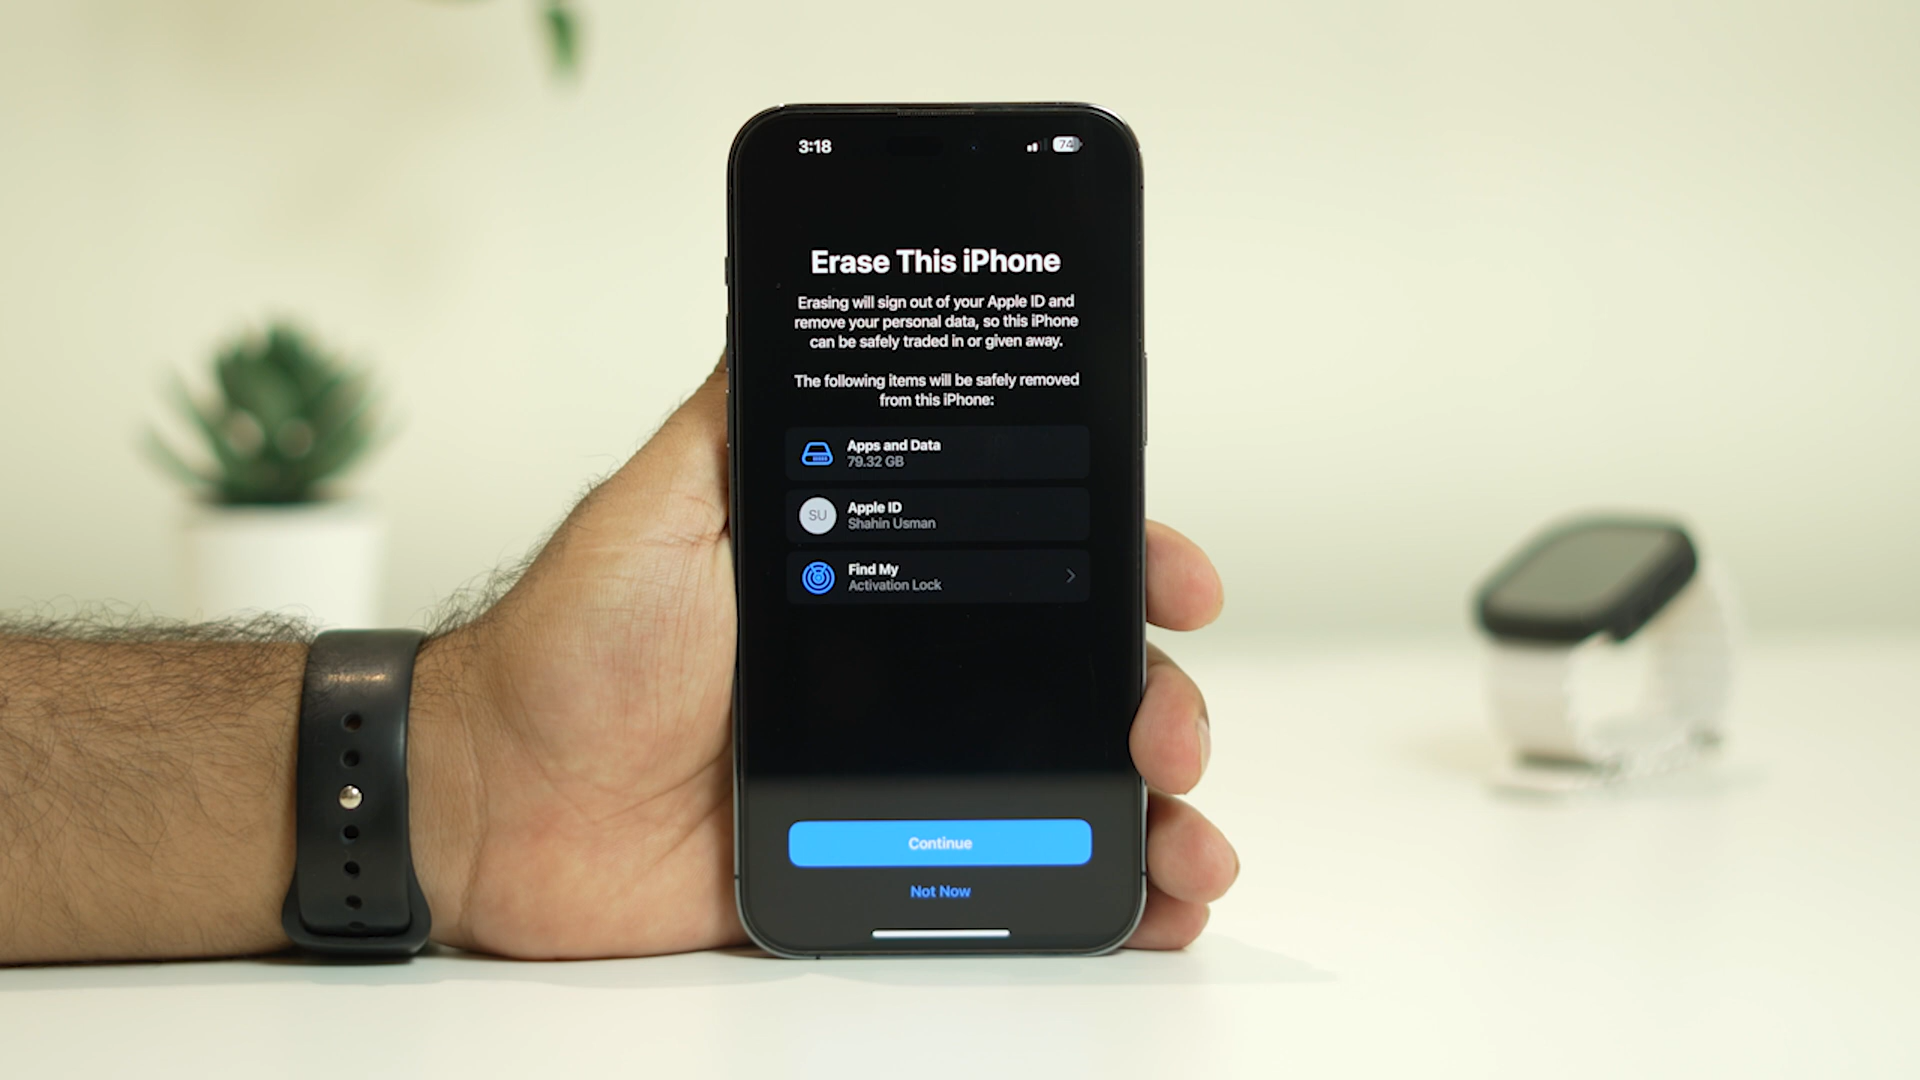 3:18
74
Erase This iPhone
Erasing will sign out of your Apple ID and
remove your personal data, so this iPhone
can be safely traded in or given away.
The following items will be safely removed
from this iPhone:
Apps and Data
79.32 GB
SU
Apple ID
Shahin Usman
Find My
Activation Lock
Continue
Not Now